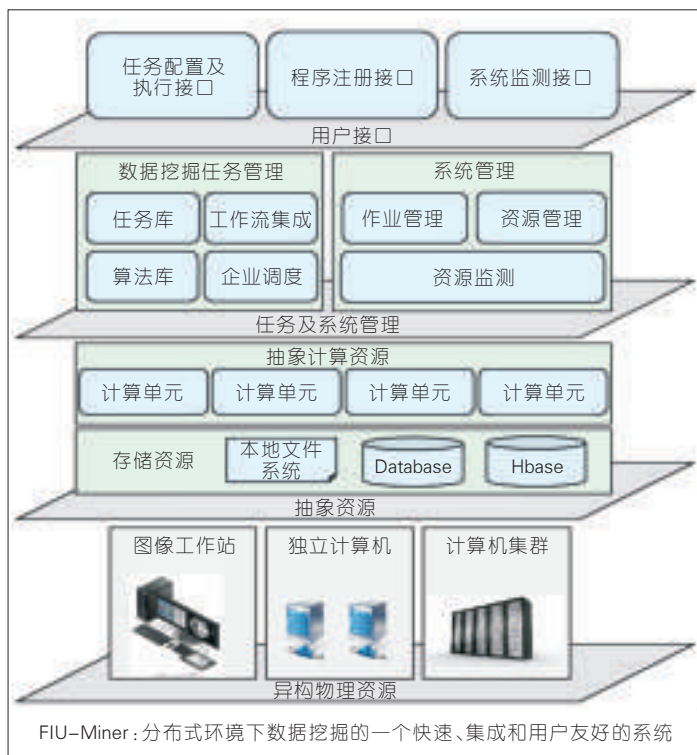 任务配置及
执行接口
程序注册接口
系统监测接口
用户接口
数据挖掘任务管理
系统管理
任务库
工作流集成
作业管理
资源管理
算法库
企业调度
资源监测
任务及系统管理
抽象计算资源
计算单元
计算单元
计算单元
计算单元
存储资源
本地文件
系统
Database
Hbase
抽象资源
图像工作站
独立计算机
计算机集群
异构物理资源
FIU-Miner:分布式环境下数据挖掘的一个快速、集成和用户友好的系统